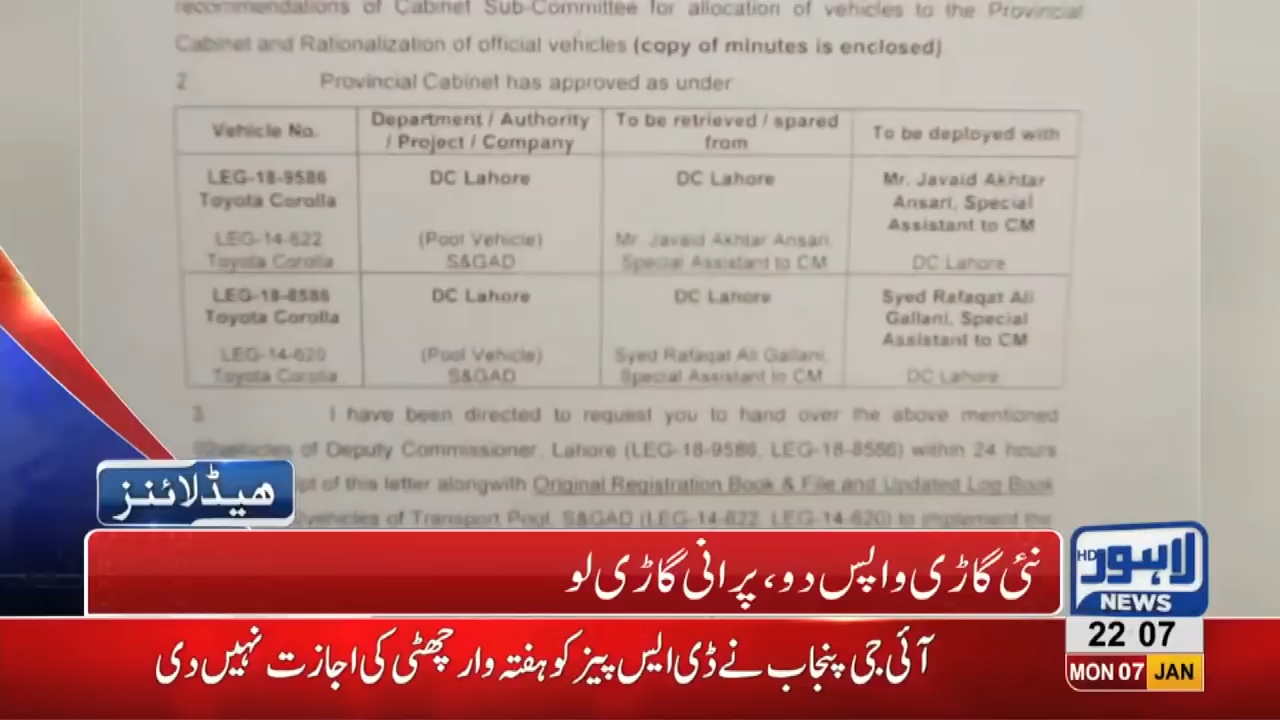 recommendations of Cabinet Sub-Committee for allocation of vehicles to the Provincial
Cabinet and Rationalization of official vehicles (copy of minutes is enclosed)
2 Provincial Cabinet has approved as under
Vehicle No. Department / Authority / Project / Company To be retrieved / spared from To be deployed with
LEG-18-9586 Toyota Corolla DC Lahore DC Lahore Mr. Javaid Akhtar Ansari, Special Assistant to CM
LEG-14-622 Toyota Corolla (Pool Vehicle) S&GAD Mr. Javaid Akhtar Ansari, Special Assistant to CM DC Lahore
LEG-18-8586 Toyota Corolla DC Lahore DC Lahore Syed Rafaqat Ali Gallani, Special Assistant to CM
LEG-14-620 Toyota Corolla (Pool Vehicle) S&GAD Syed Rafaqat Ali Gallani, Special Assistant to CM DC Lahore
3 I have been directed to request you to hand over the above mentioned
of Deputy Commissioner, Lahore (LEG-18-9586, LEG-18-8586) within 24 hours
of this letter alongwith Original Registration Book & File and Updated Log Book
vehicles of Transport Pool, S&GAD (LEG-14-622, LEG-14-620) to implement the
ہیڈلائنز
نئی گاڑی واپس دو، پرانی گاڑی لو
HD لاہور
NEWS
22 07
MON 07 JAN
آئی جی پنجاب نے ڈی ایس پیز کو ہفتہ وار چھٹی کی اجازت نہیں دی